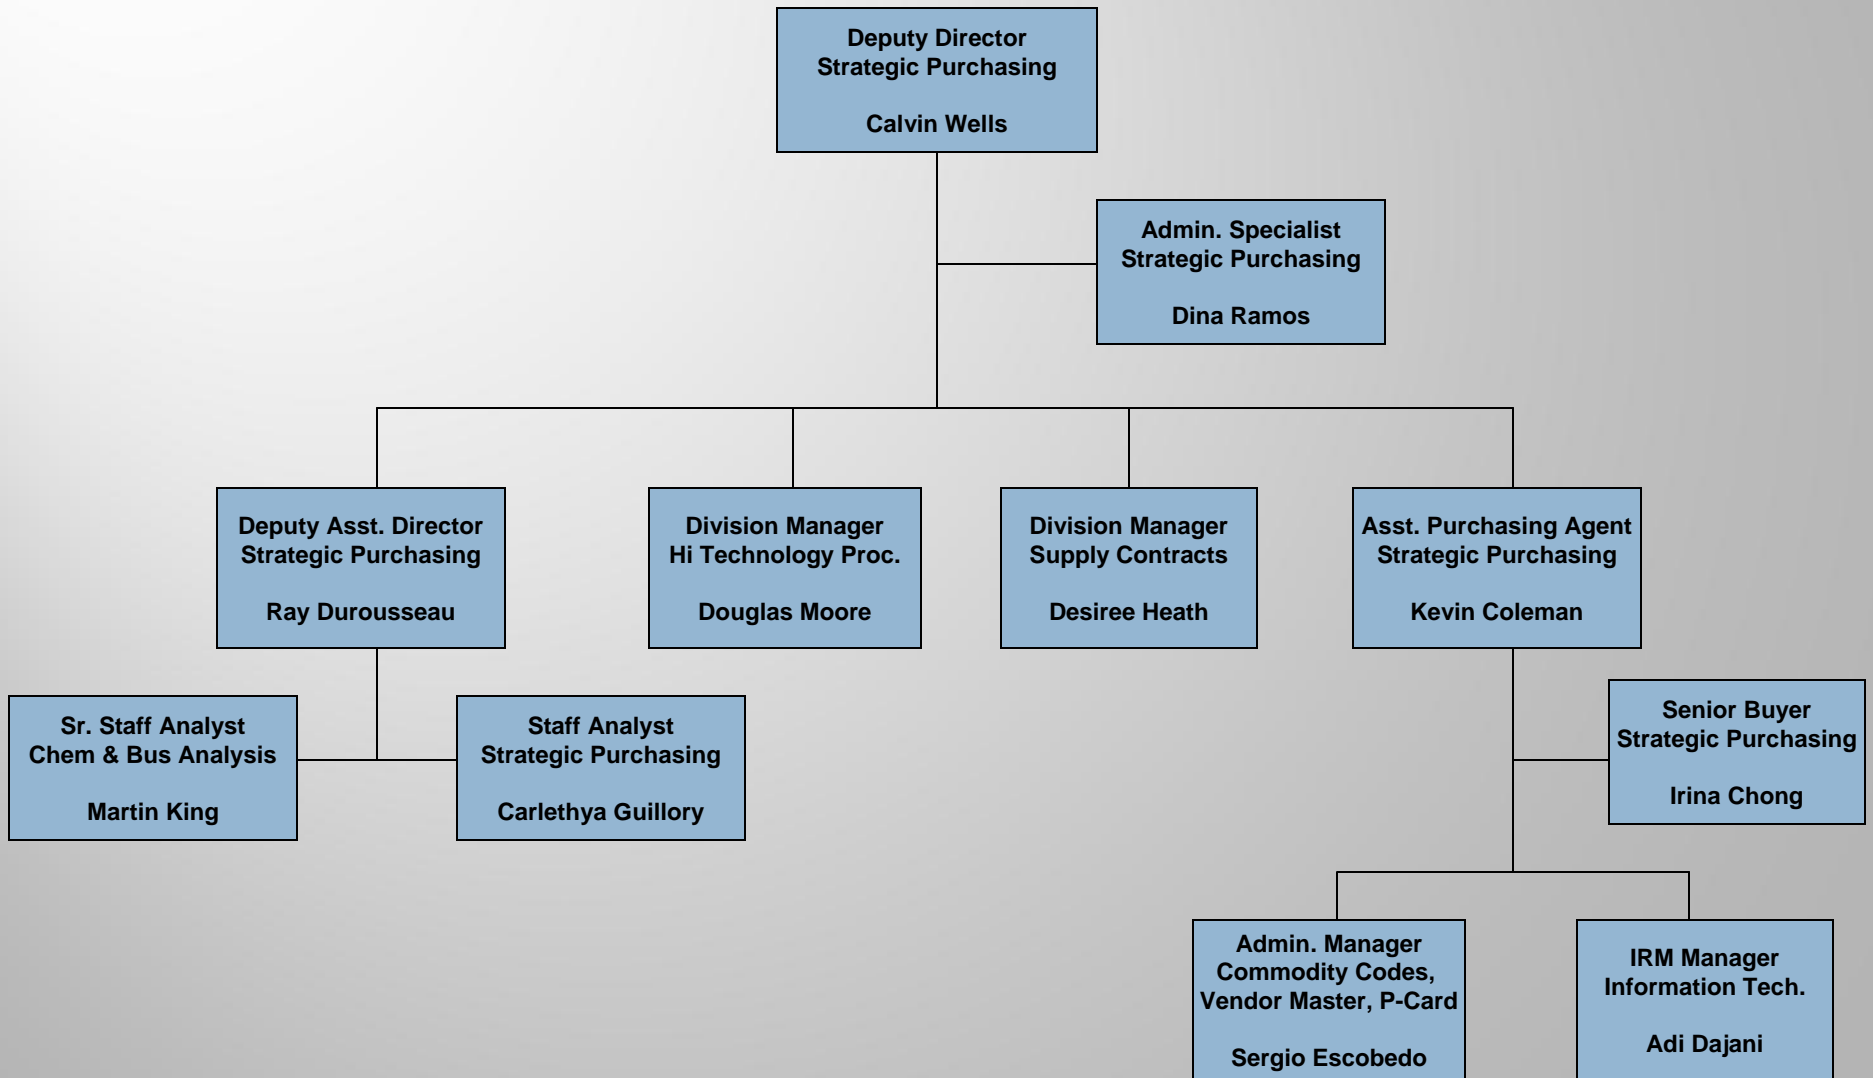 Deputy Director
Strategic Purchasing
Calvin Wells
Admin. Specialist
Strategic Purchasing
Dina Ramos
Deputy Asst. Director
Strategic Purchasing
Ray Durousseau
Division Manager
Hi Technology Proc.
Douglas Moore
Division Manager
Supply Contracts
Desiree Heath
Asst. Purchasing Agent
Strategic Purchasing
Kevin Coleman
Sr. Staff Analyst
Chem & Bus Analysis
Martin King
Staff Analyst
Strategic Purchasing
Carlethya Guillory
Senior Buyer
Strategic Purchasing
Irina Chong
Admin. Manager
Commodity Codes,
Vendor Master, P-Card
Sergio Escobedo
IRM Manager
Information Tech.
Adi Dajani